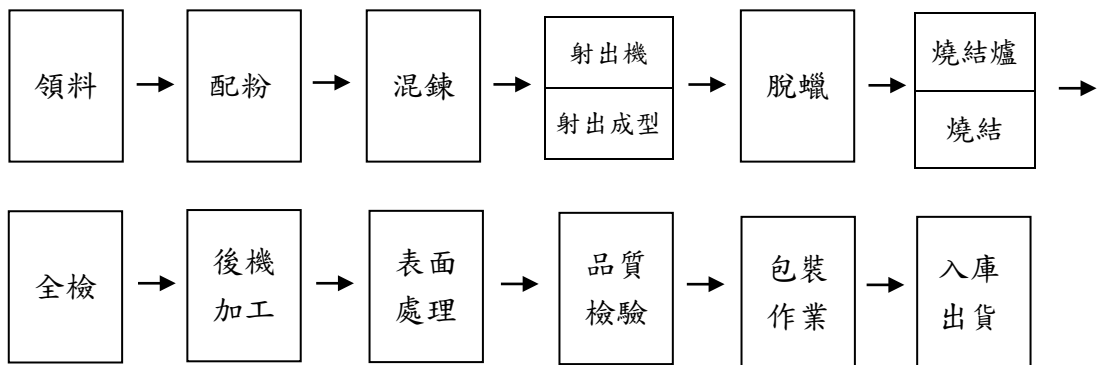 領料
配粉
混鍊
射出機
射出成型
脫蠟
燒結爐
燒結
全檢
後機
加工
表面
處理
品質
檢驗
包裝
作業
入庫
出貨